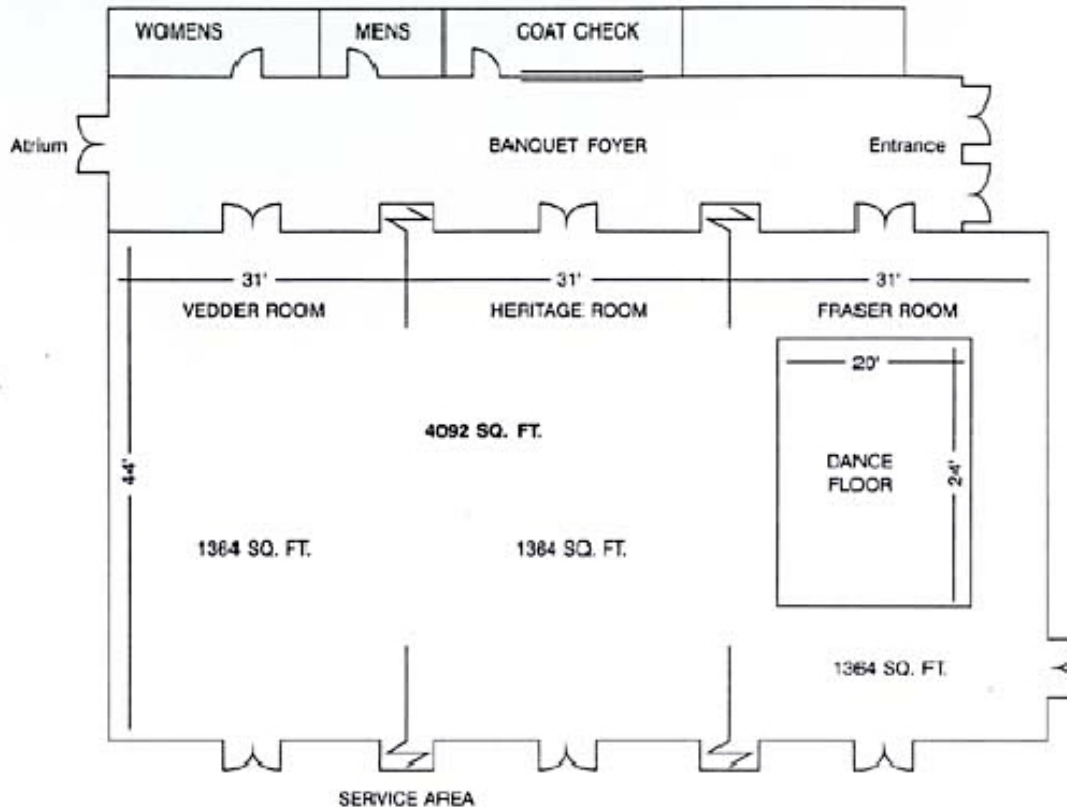 WOMENS
MENS
COAT CHECK
Atrium
BANQUET FOYER
Entrance
31'
31'
31'
VEDDER ROOM
HERITAGE ROOM
FRASER ROOM
20'
4092 SQ. FT.
DANCE
FLOOR
44'
24'
1364 SQ. FT.
1364 SQ. FT.
1364 SQ. FT.
SERVICE AREA